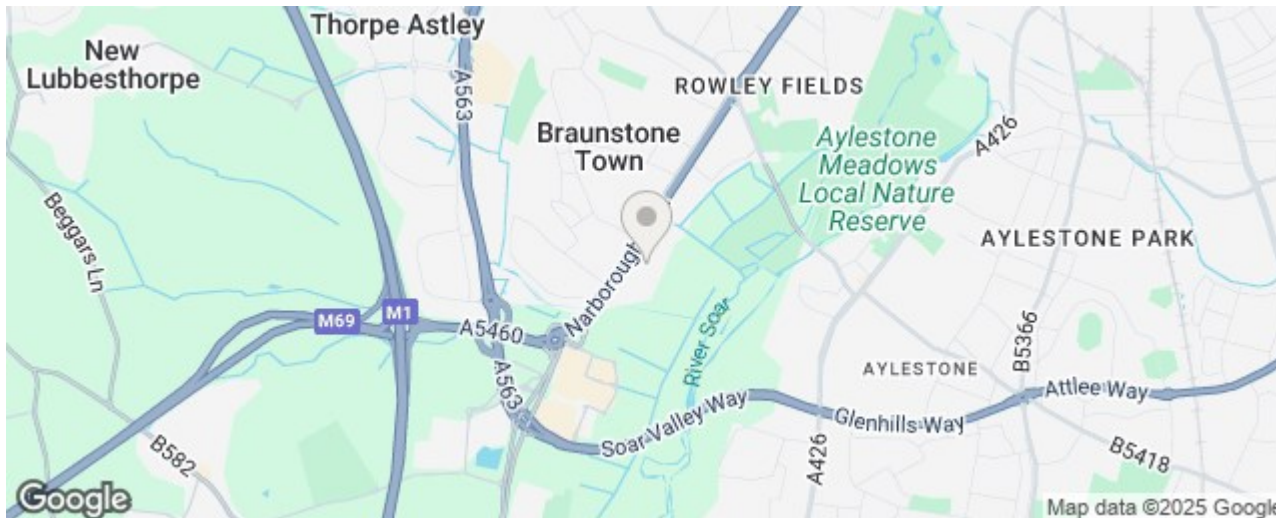 Thorpe Astley
New
Lubbesthorpe
A563
ROWLEY FIELDS
Braunstone
Town
Aylestone
Meadows
Local Nature
Reserve
A426
Beggars Ln
Narborough
AYLESTONE PARK
M1
M69
A5460
River Soar
B5366
AYLESTONE
A563
Attlee Way
Soar Valley Way
Glenhills Way
A426
B582
B5418
Google
Map data ©2025 Google